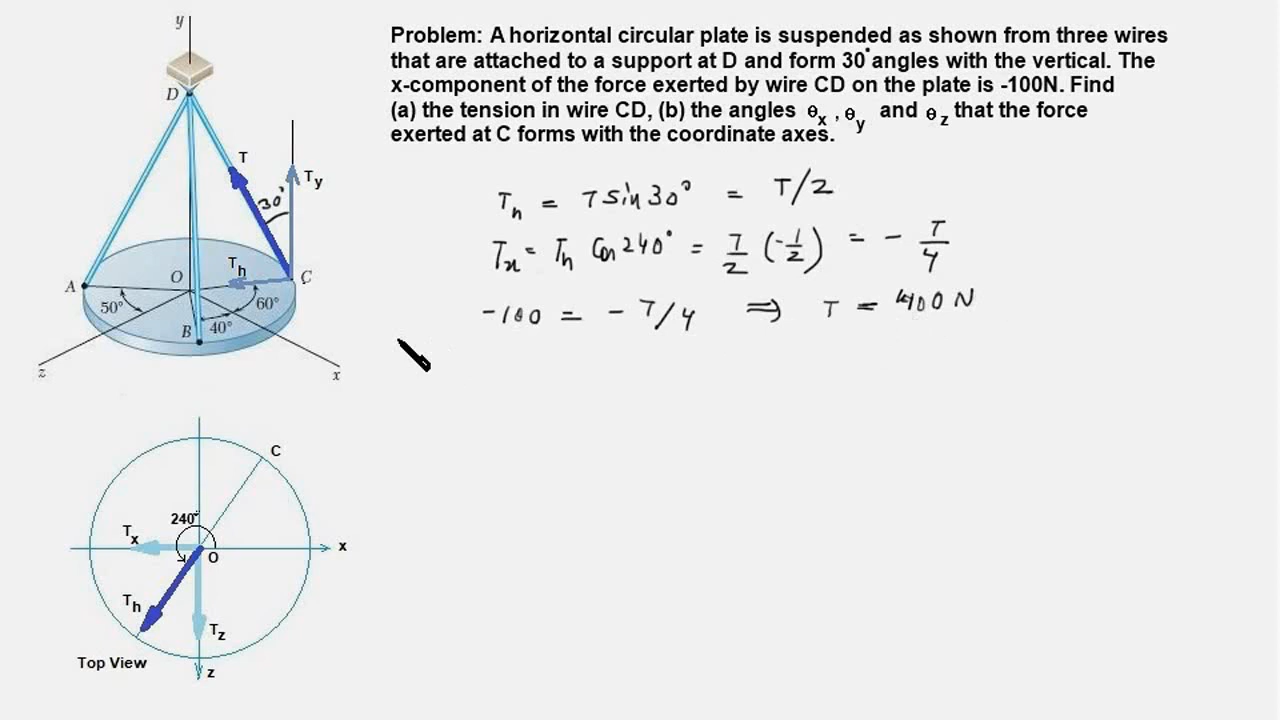 Problem: A horizontal circular plate is suspended as shown from three wires
that are attached to a support at D and form 30° angles with the vertical. The
x-component of the force exerted by wire CD on the plate is -100N. Find
(a) the tension in wire CD, (b) the angles θx , θy and θz that the force
exerted at C forms with the coordinate axes.
y
D
T
Ty
30°
Th
A
O
C
50°
60°
B
40°
z
x
Th = T sin 30° = T/2
Tx = Th Cos 240° = T/2 (-1/2) = - T/4
-100 = - T/4 ⇒ T = 400 N
C
240°
Tx
x
O
Th
Tz
Top View
z